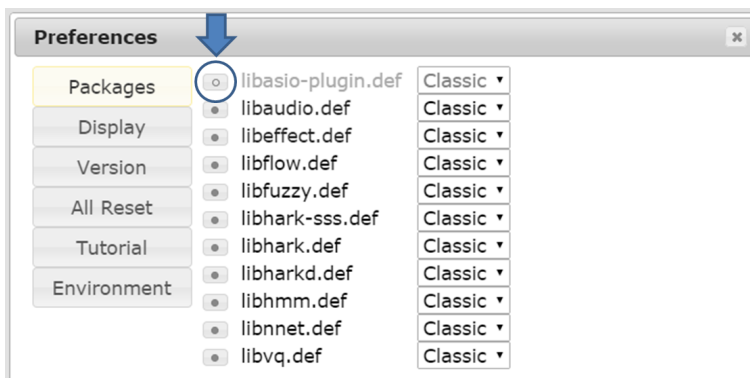 Preferences
Packages
Display
Version
All Reset
Tutorial
Environment
libasio-plugin.def Classic
libaudio.def Classic
libeffect.def Classic
libflow.def Classic
libfuzzy.def Classic
libhark-sss.def Classic
libhark.def Classic
libharkd.def Classic
libhmm.def Classic
libnnet.def Classic
libvq.def Classic